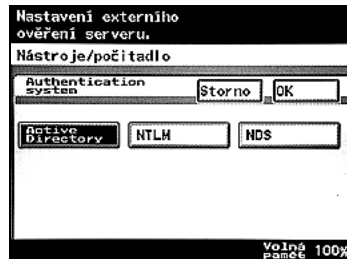 Nastavení externího
ověření serveru.
Nástroje/počitadlo
Authentication
system
Storno
OK
Active
Directory
NTLM
NDS
Volná
paměť 100%